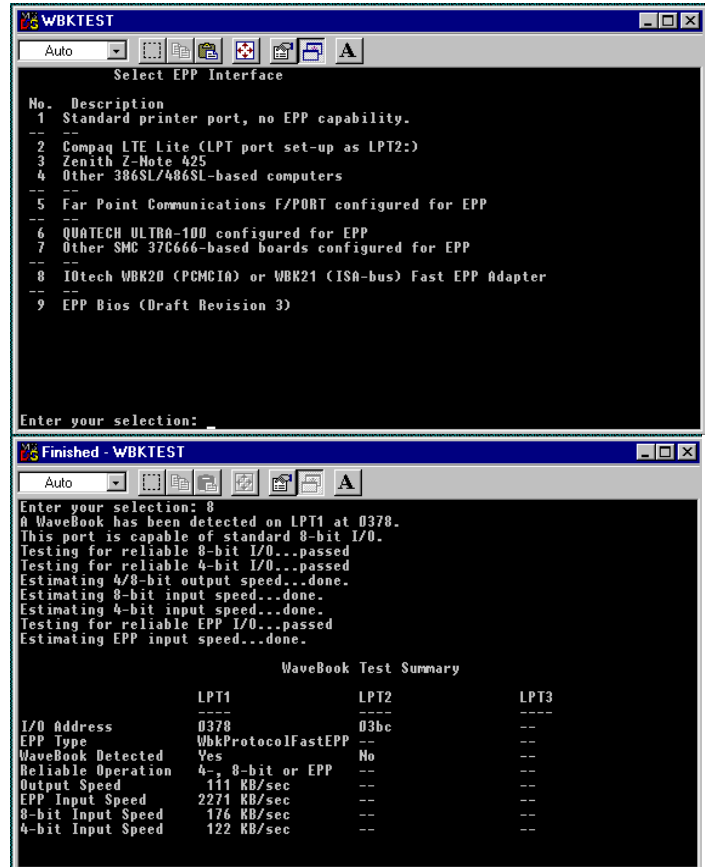 WBKTEST
Auto
A
Select EPP Interface
No. Description
1 Standard printer port, no EPP capability.
-- --
2 Compaq LTE Lite (LPT port set-up as LPT2:)
3 Zenith Z-Note 425
4 Other 386SL/486SL-based computers
-- --
5 Far Point Communications F/PORT configured for EPP
-- --
6 QUATECH ULTRA-100 configured for EPP
7 Other SMC 37C666-based boards configured for EPP
-- --
8 IOtech WBK20 (PCMCIA) or WBK21 (ISA-bus) Fast EPP Adapter
-- --
9 EPP Bios (Draft Revision 3)
Enter your selection: _
Finished - WBKTEST
Auto
A
Enter your selection: 8
A WaveBook has been detected on LPT1 at 0378.
This port is capable of standard 8-bit I/O.
Testing for reliable 8-bit I/O...passed
Testing for reliable 4-bit I/O...passed
Estimating 4/8-bit output speed...done.
Estimating 8-bit input speed...done.
Estimating 4-bit input speed...done.
Testing for reliable EPP I/O...passed
Estimating EPP input speed...done.
WaveBook Test Summary
LPT1 LPT2 LPT3
---- ---- ----
I/O Address 0378 03bc --
EPP Type WbkProtocolFastEPP -- --
WaveBook Detected Yes No --
Reliable Operation 4-, 8-bit or EPP -- --
Output Speed 111 KB/sec -- --
EPP Input Speed 2271 KB/sec -- --
8-bit Input Speed 176 KB/sec -- --
4-bit Input Speed 122 KB/sec -- --